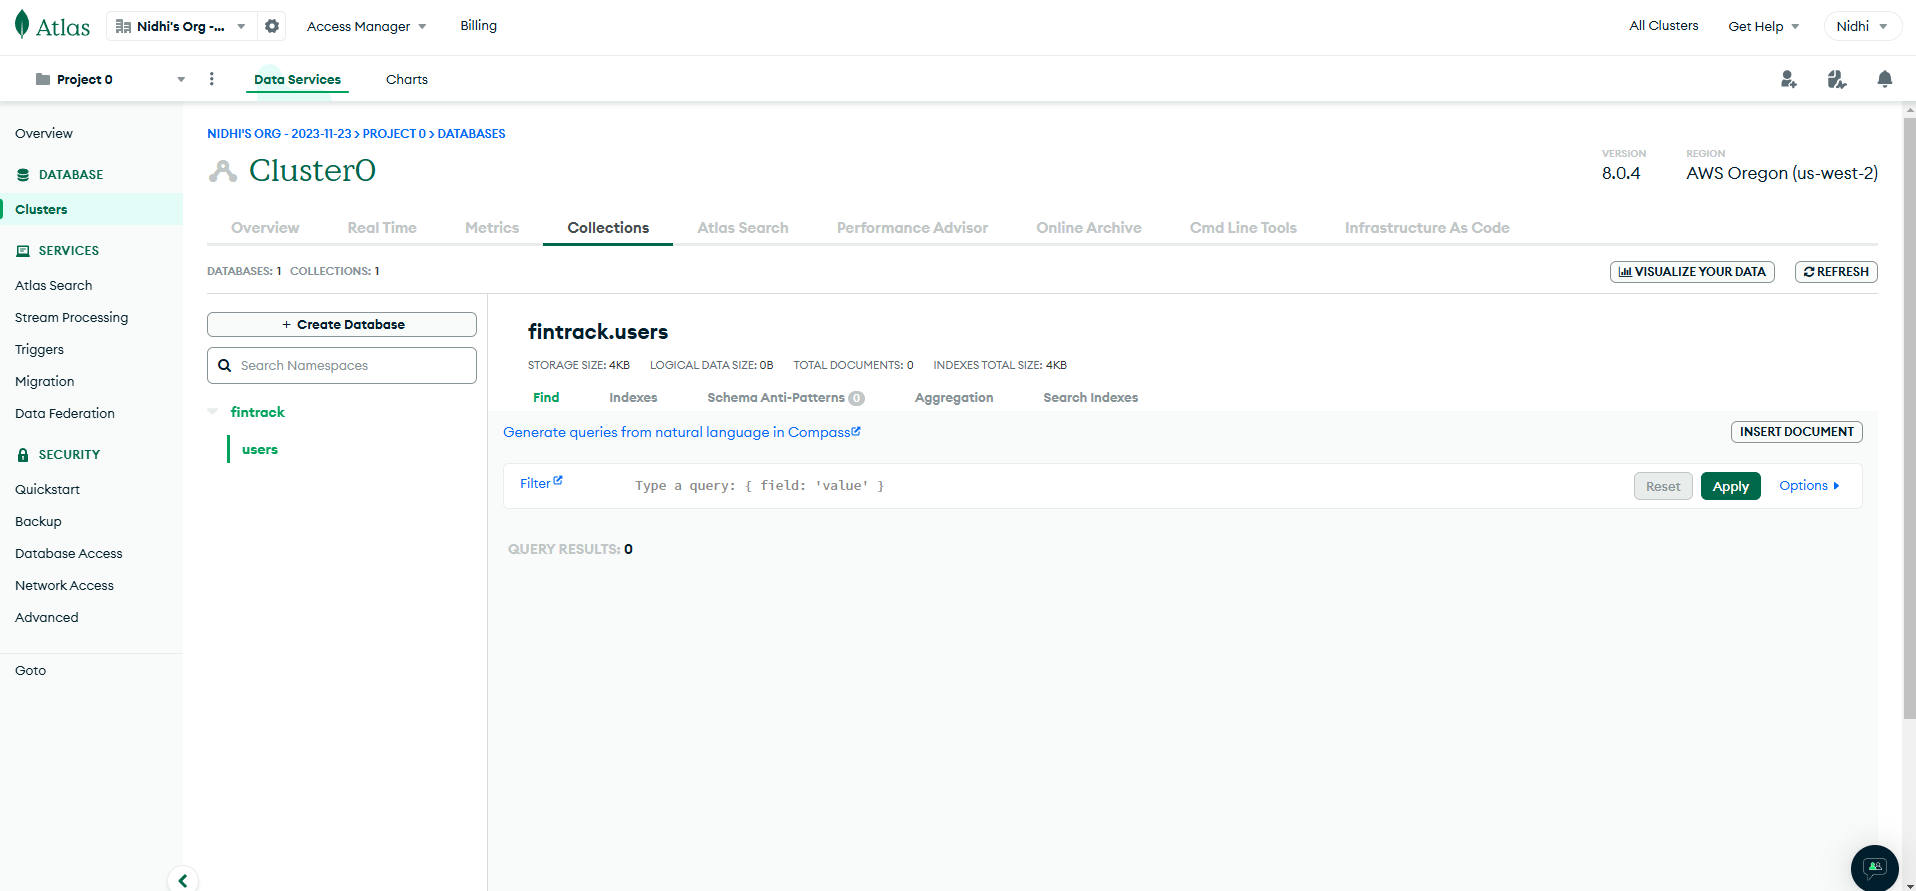 Atlas
Nidhi's Org -...
Access Manager
Billing
All Clusters
Get Help
Nidhi
Project 0
Data Services
Charts
Overview
DATABASE
Clusters
SERVICES
Atlas Search
Stream Processing
Triggers
Migration
Data Federation
SECURITY
Quickstart
Backup
Database Access
Network Access
Advanced
Goto
NIDHI'S ORG - 2023-11-23 > PROJECT 0 > DATABASES
Cluster0
VERSION
8.0.4
REGION
AWS Oregon (us-west-2)
Overview
Real Time
Metrics
Collections
Atlas Search
Performance Advisor
Online Archive
Cmd Line Tools
Infrastructure As Code
DATABASES: 1 COLLECTIONS: 1
VISUALIZE YOUR DATA
REFRESH
+ Create Database
Search Namespaces
fintrack
users
fintrack.users
STORAGE SIZE: 4KB LOGICAL DATA SIZE: 0B TOTAL DOCUMENTS: 0 INDEXES TOTAL SIZE: 4KB
Find
Indexes
Schema Anti-Patterns 0
Aggregation
Search Indexes
Generate queries from natural language in Compass
INSERT DOCUMENT
Filter
Type a query: { field: 'value' }
Reset
Apply
Options
QUERY RESULTS: 0